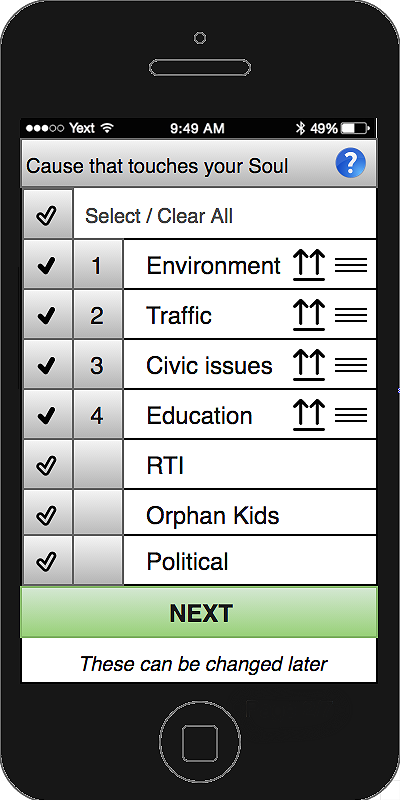 Yext 9:49 AM 49%
Cause that touches your Soul ?
Select / Clear All
1 Environment
2 Traffic
3 Civic issues
4 Education
RTI
Orphan Kids
Political
NEXT
These can be changed later